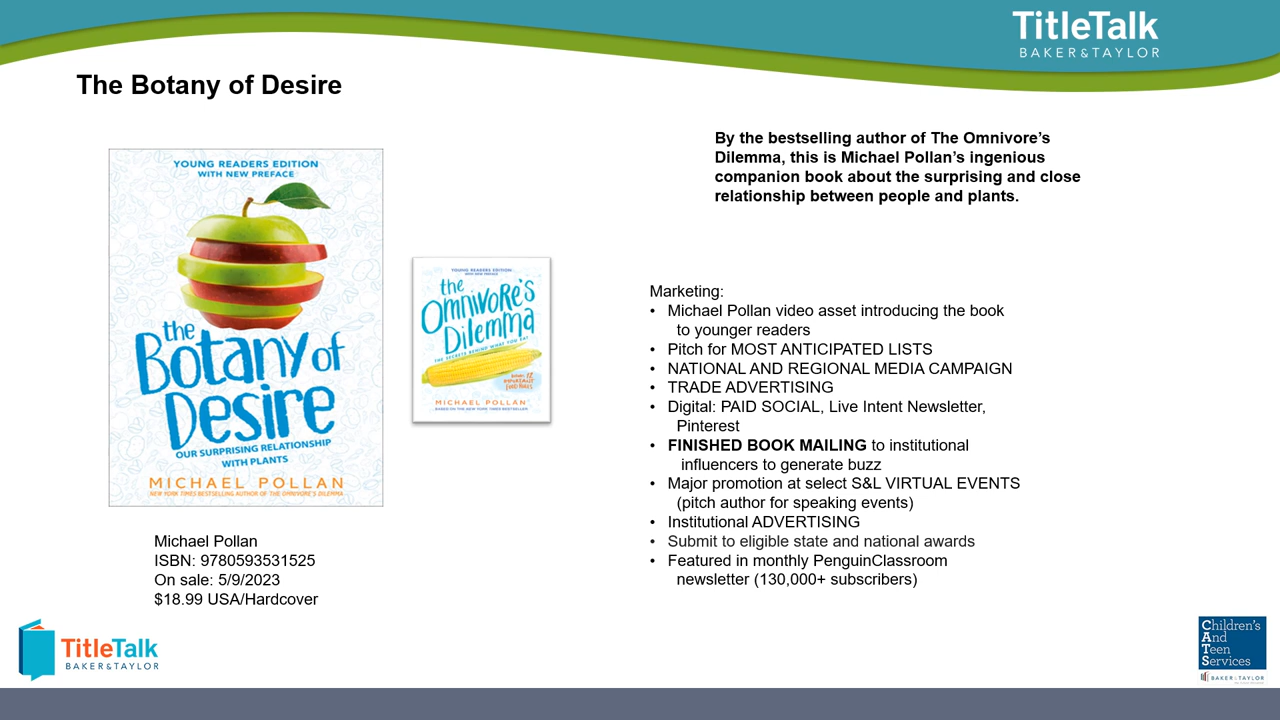 TitleTalk
BAKER & TAYLOR
The Botany of Desire
YOUNG READERS EDITION
WITH NEW PREFACE
the
Botany of
Desire
OUR SURPRISING RELATIONSHIP
WITH PLANTS
MICHAEL POLLAN
NEW YORK TIMES BESTSELLING AUTHOR OF THE OMNIVORE'S DILEMMA
YOUNG READERS EDITION
WITH NEW PREFACE
the
Omnivore's
Dilemma
THE SECRETS BEHIND WHAT YOU EAT
MICHAEL POLLAN
BASED ON THE NEW YORK TIMES BESTSELLER
Michael Pollan
ISBN: 9780593531525
On sale: 5/9/2023
$18.99 USA/Hardcover
By the bestselling author of The Omnivore’s
Dilemma, this is Michael Pollan’s ingenious
companion book about the surprising and close
relationship between people and plants.
Marketing:
• Michael Pollan video asset introducing the book
to younger readers
• Pitch for MOST ANTICIPATED LISTS
• NATIONAL AND REGIONAL MEDIA CAMPAIGN
• TRADE ADVERTISING
• Digital: PAID SOCIAL, Live Intent Newsletter,
Pinterest
• FINISHED BOOK MAILING to institutional
influencers to generate buzz
• Major promotion at select S&L VIRTUAL EVENTS
(pitch author for speaking events)
• Institutional ADVERTISING
• Submit to eligible state and national awards
• Featured in monthly PenguinClassroom
newsletter (130,000+ subscribers)
TitleTalk
BAKER & TAYLOR
Children's
And
Teen
Services
BAKER & TAYLOR